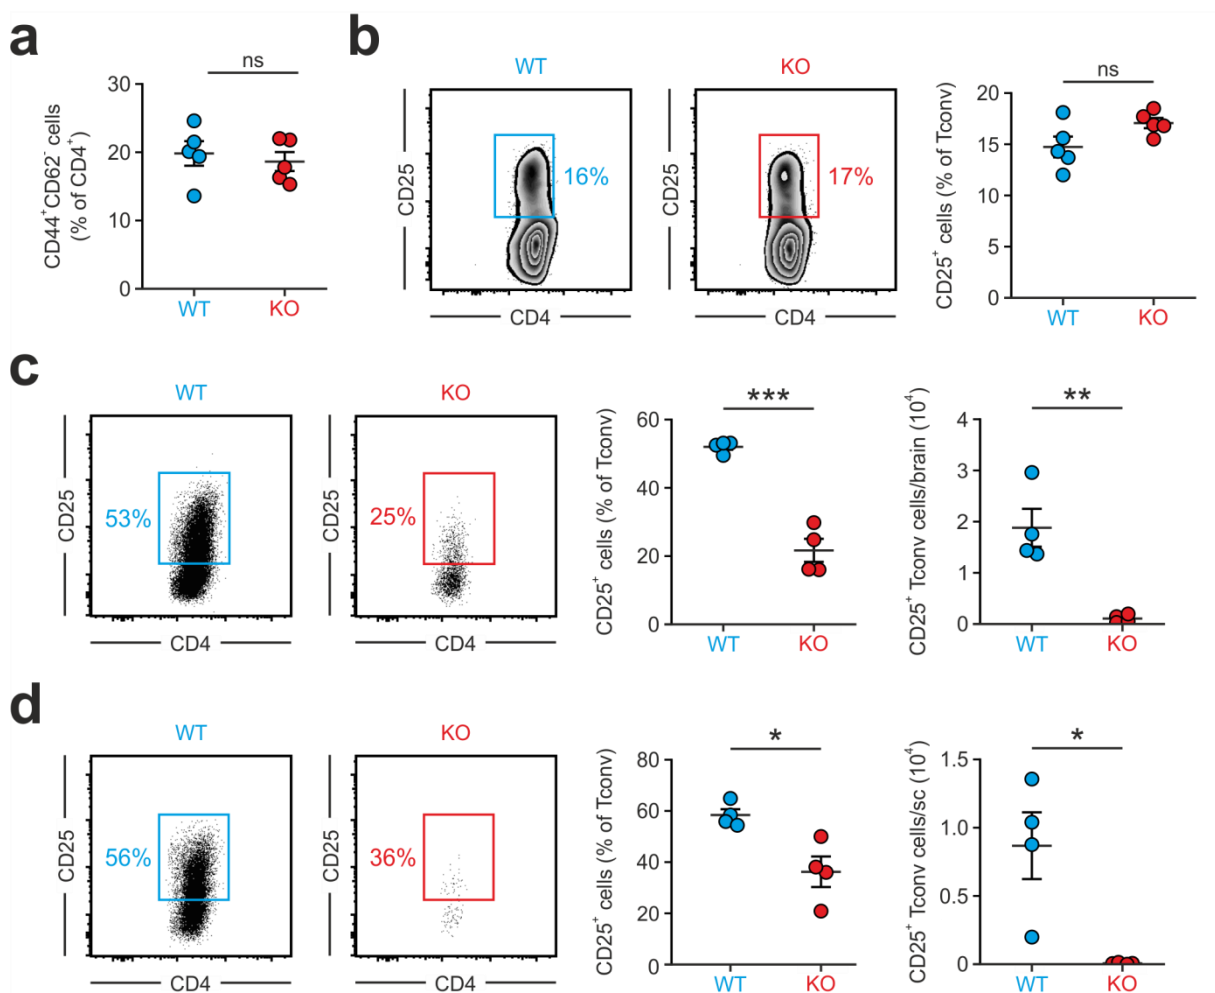 a
ns
CD44⁺CD62⁻ cells
(% of CD4⁺)
30
20
10
0
WT
KO
b
WT
CD25
16%
CD4
KO
CD25
17%
CD4
ns
CD25⁺ cells (% of Tconv)
20
15
10
5
0
WT
KO
c
WT
CD25
53%
CD4
KO
CD25
25%
CD4
***
CD25⁺ cells (% of Tconv)
60
40
20
0
WT
KO
**
CD25⁺ Tconv cells/brain (10⁴)
4
3
2
1
0
WT
KO
d
WT
CD25
56%
CD4
KO
CD25
36%
CD4
*
CD25⁺ cells (% of Tconv)
80
60
40
20
0
WT
KO
*
CD25⁺ Tconv cells/sc (10⁴)
1.5
1.0
0.5
0
WT
KO